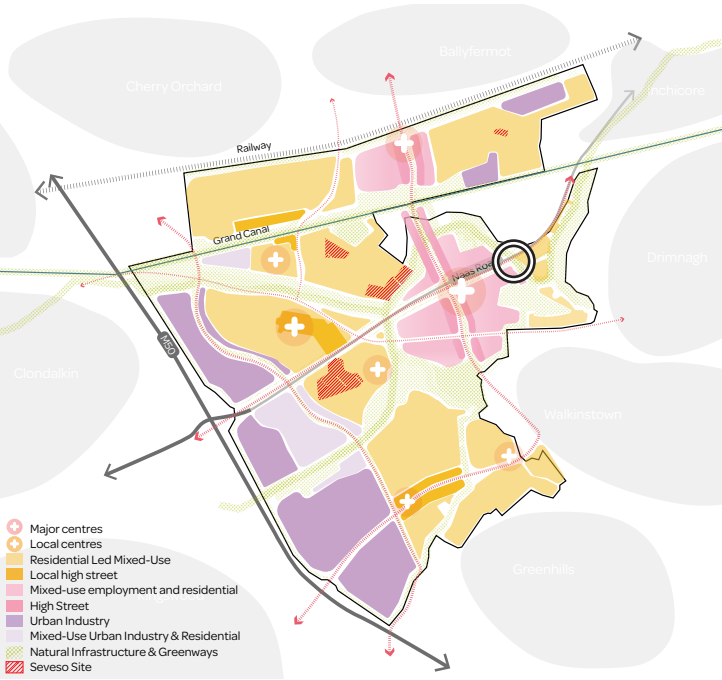 Ballyfermot
Cherry Orchard
Inchicore
Railway
Grand Canal
Drimnagh
Naas Road
M50
Clondalkin
Walkinstown
Greenhills
Major centres
Local centres
Residential Led Mixed-Use
Local high street
Mixed-use employment and residential
High Street
Urban Industry
Mixed-Use Urban Industry & Residential
Natural Infrastructure & Greenways
Seveso Site